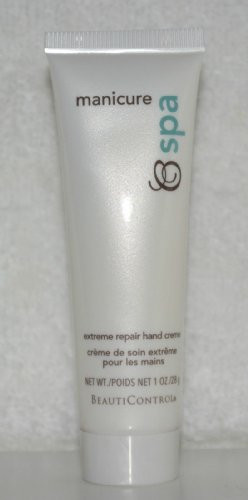 manicure
& spa
extreme repair hand creme
crème de soin extrême
pour les mains
NET WT./POIDS NET 1 OZ/28 g
BEAUTICONTROL®